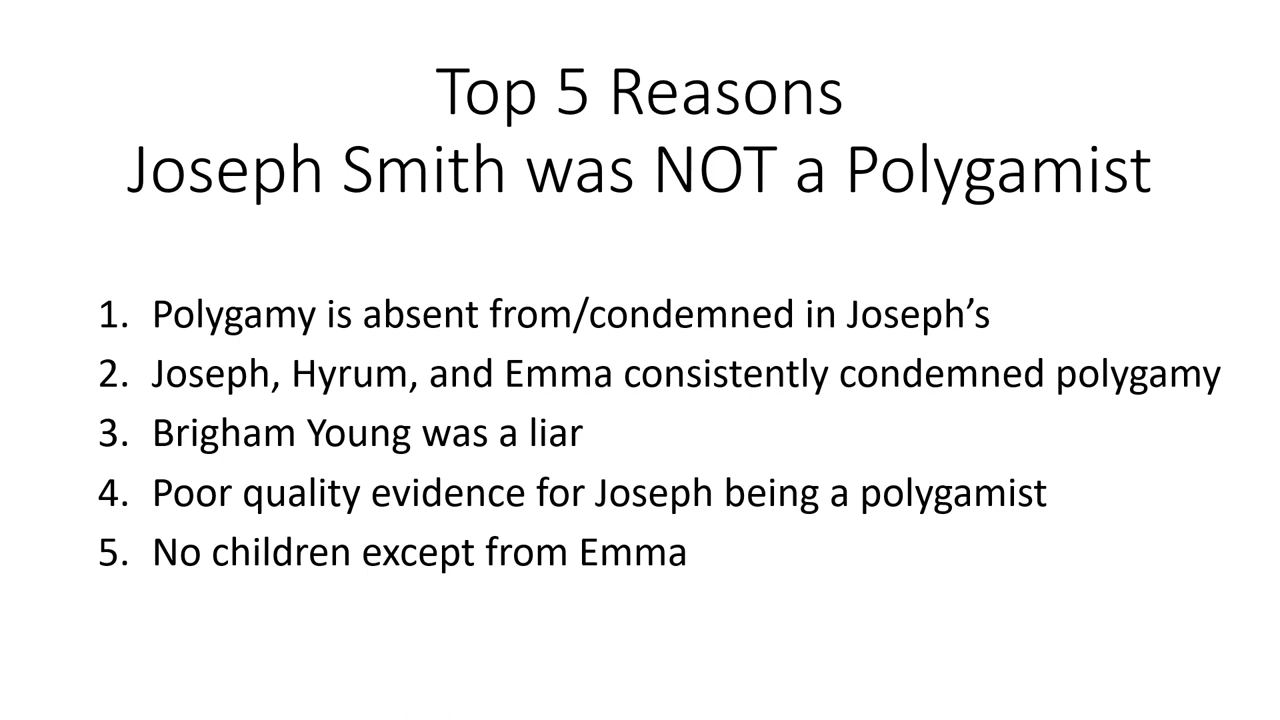 Top 5 Reasons
Joseph Smith was NOT a Polygamist
1. Polygamy is absent from/condemned in Joseph’s
2. Joseph, Hyrum, and Emma consistently condemned polygamy
3. Brigham Young was a liar
4. Poor quality evidence for Joseph being a polygamist
5. No children except from Emma